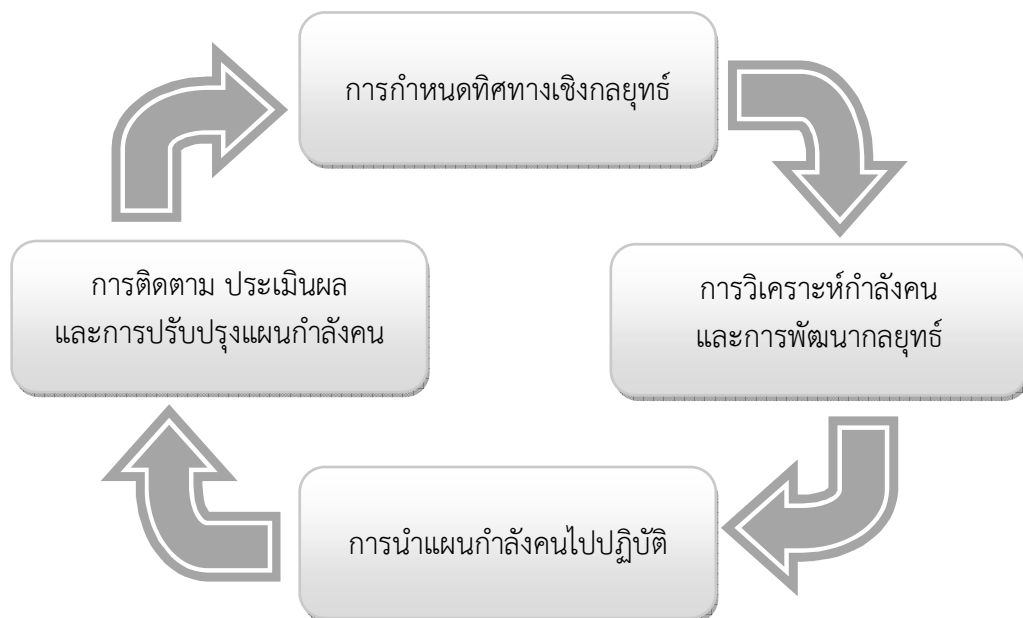 การกำหนดทิศทางเชิงกลยุทธ์
การวิเคราะห์กำลังคน
และการพัฒนากลยุทธ์
การนำแผนกำลังคนไปปฏิบัติ
การติดตาม ประเมินผล
และการปรับปรุงแผนกำลังคน